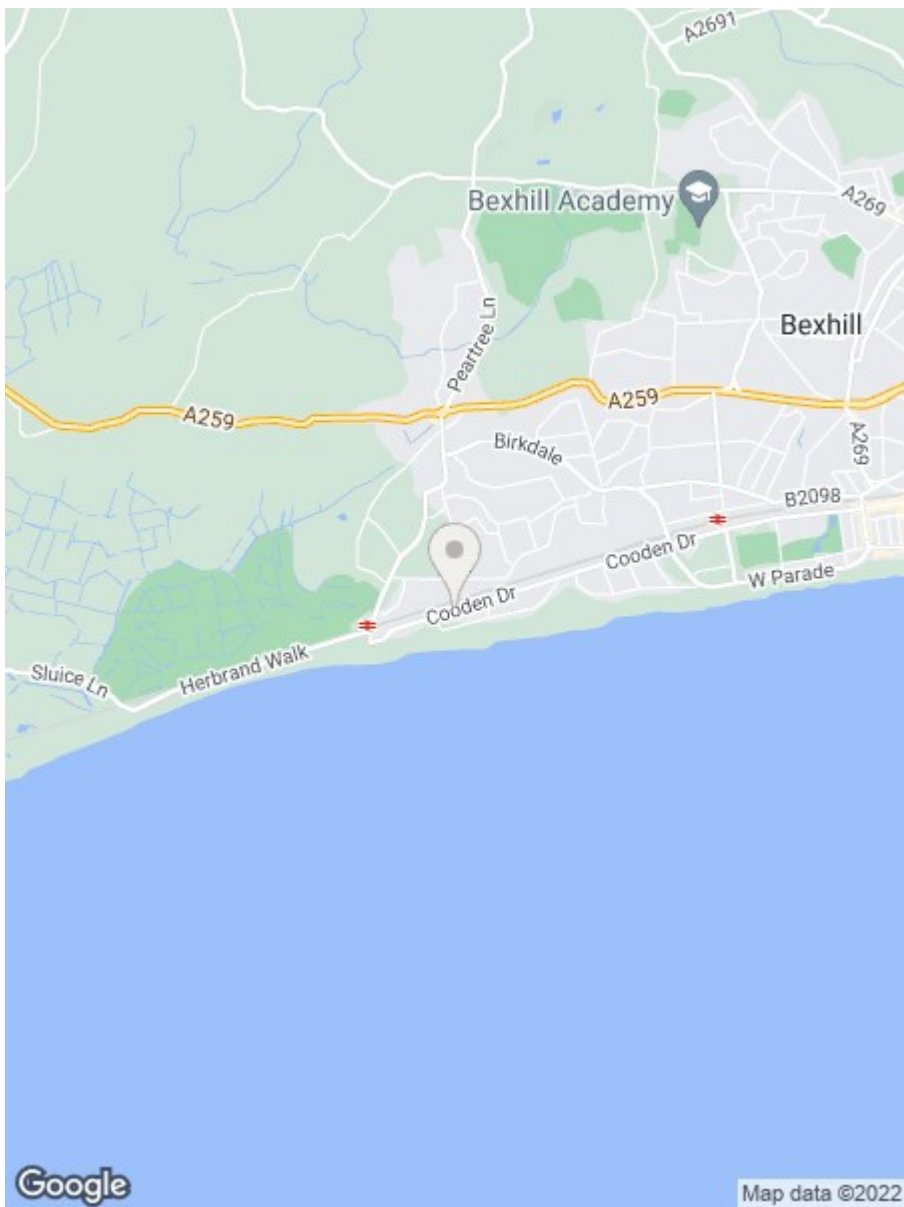 A2691
Bexhill Academy
A269
Bexhill
Peartree Ln
A259
A259
Birkdale
A269
B2098
Cooden Dr
W Parade
Cooden Dr
Herbrand Walk
Sluice Ln
Google
Map data ©2022